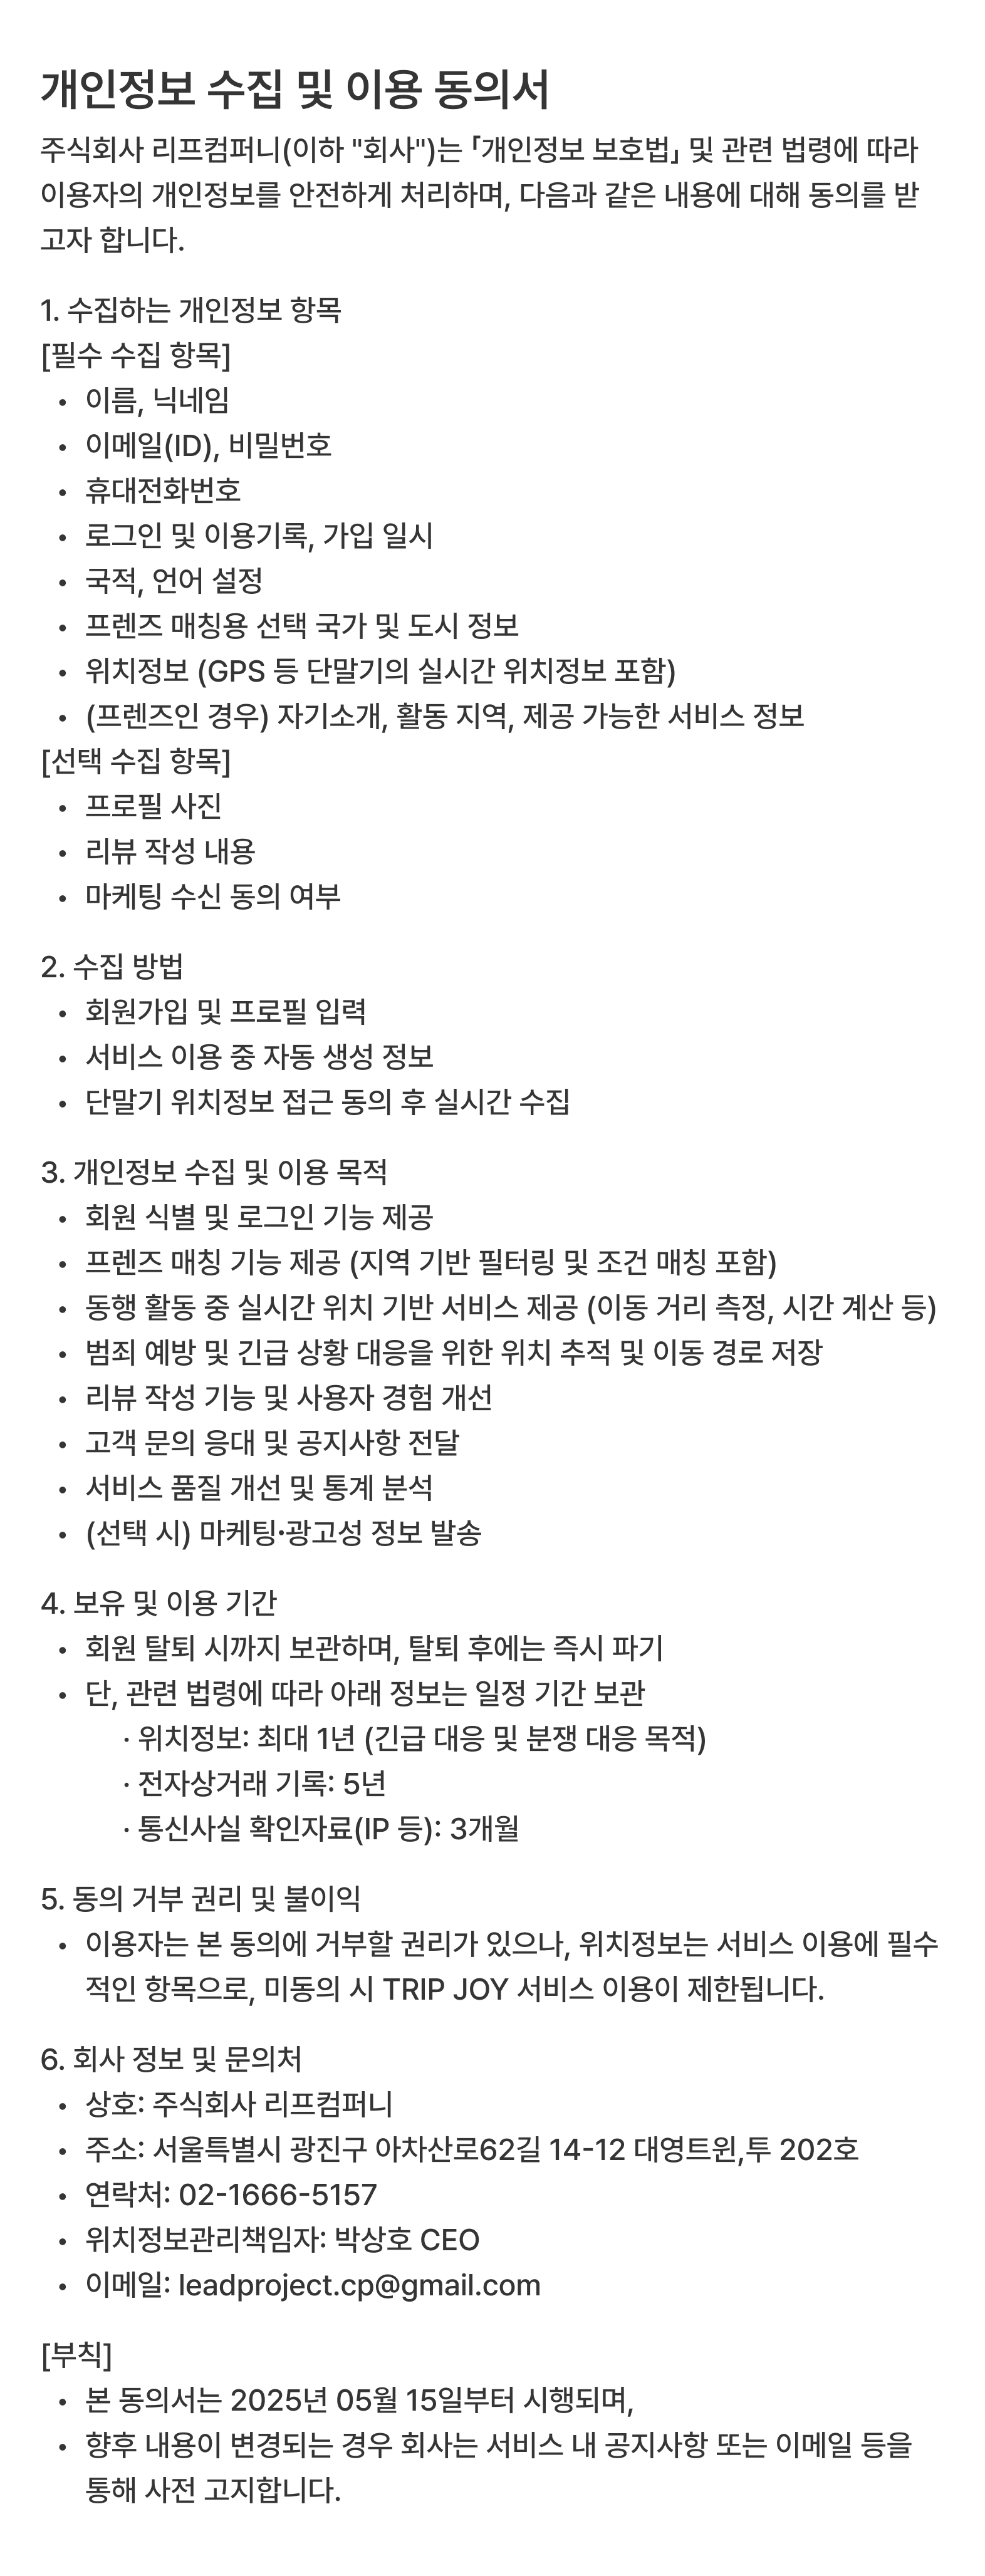 개인정보 수집 및 이용 동의서
주식회사 리프컴퍼니(이하 "회사")는 「개인정보 보호법」 및 관련 법령에 따라
이용자의 개인정보를 안전하게 처리하며, 다음과 같은 내용에 대해 동의를 받
고자 합니다.
1. 수집하는 개인정보 항목
[필수 수집 항목]
• 이름, 닉네임
• 이메일(ID), 비밀번호
• 휴대전화번호
• 로그인 및 이용기록, 가입 일시
• 국적, 언어 설정
• 프렌즈 매칭용 선택 국가 및 도시 정보
• 위치정보 (GPS 등 단말기의 실시간 위치정보 포함)
• (프렌즈인 경우) 자기소개, 활동 지역, 제공 가능한 서비스 정보
[선택 수집 항목]
• 프로필 사진
• 리뷰 작성 내용
• 마케팅 수신 동의 여부
2. 수집 방법
• 회원가입 및 프로필 입력
• 서비스 이용 중 자동 생성 정보
• 단말기 위치정보 접근 동의 후 실시간 수집
3. 개인정보 수집 및 이용 목적
• 회원 식별 및 로그인 기능 제공
• 프렌즈 매칭 기능 제공 (지역 기반 필터링 및 조건 매칭 포함)
• 동행 활동 중 실시간 위치 기반 서비스 제공 (이동 거리 측정, 시간 계산 등)
• 범죄 예방 및 긴급 상황 대응을 위한 위치 추적 및 이동 경로 저장
• 리뷰 작성 기능 및 사용자 경험 개선
• 고객 문의 응대 및 공지사항 전달
• 서비스 품질 개선 및 통계 분석
• (선택 시) 마케팅·광고성 정보 발송
4. 보유 및 이용 기간
• 회원 탈퇴 시까지 보관하며, 탈퇴 후에는 즉시 파기
• 단, 관련 법령에 따라 아래 정보는 일정 기간 보관
· 위치정보: 최대 1년 (긴급 대응 및 분쟁 대응 목적)
· 전자상거래 기록: 5년
· 통신사실 확인자료(IP 등): 3개월
5. 동의 거부 권리 및 불이익
• 이용자는 본 동의에 거부할 권리가 있으나, 위치정보는 서비스 이용에 필수
적인 항목으로, 미동의 시 TRIP JOY 서비스 이용이 제한됩니다.
6. 회사 정보 및 문의처
• 상호: 주식회사 리프컴퍼니
• 주소: 서울특별시 광진구 아차산로62길 14-12 대영트윈,투 202호
• 연락처: 02-1666-5157
• 위치정보관리책임자: 박상호 CEO
• 이메일: leadproject.cp@gmail.com
[부칙]
• 본 동의서는 2025년 05월 15일부터 시행되며,
• 향후 내용이 변경되는 경우 회사는 서비스 내 공지사항 또는 이메일 등을
통해 사전 고지합니다.